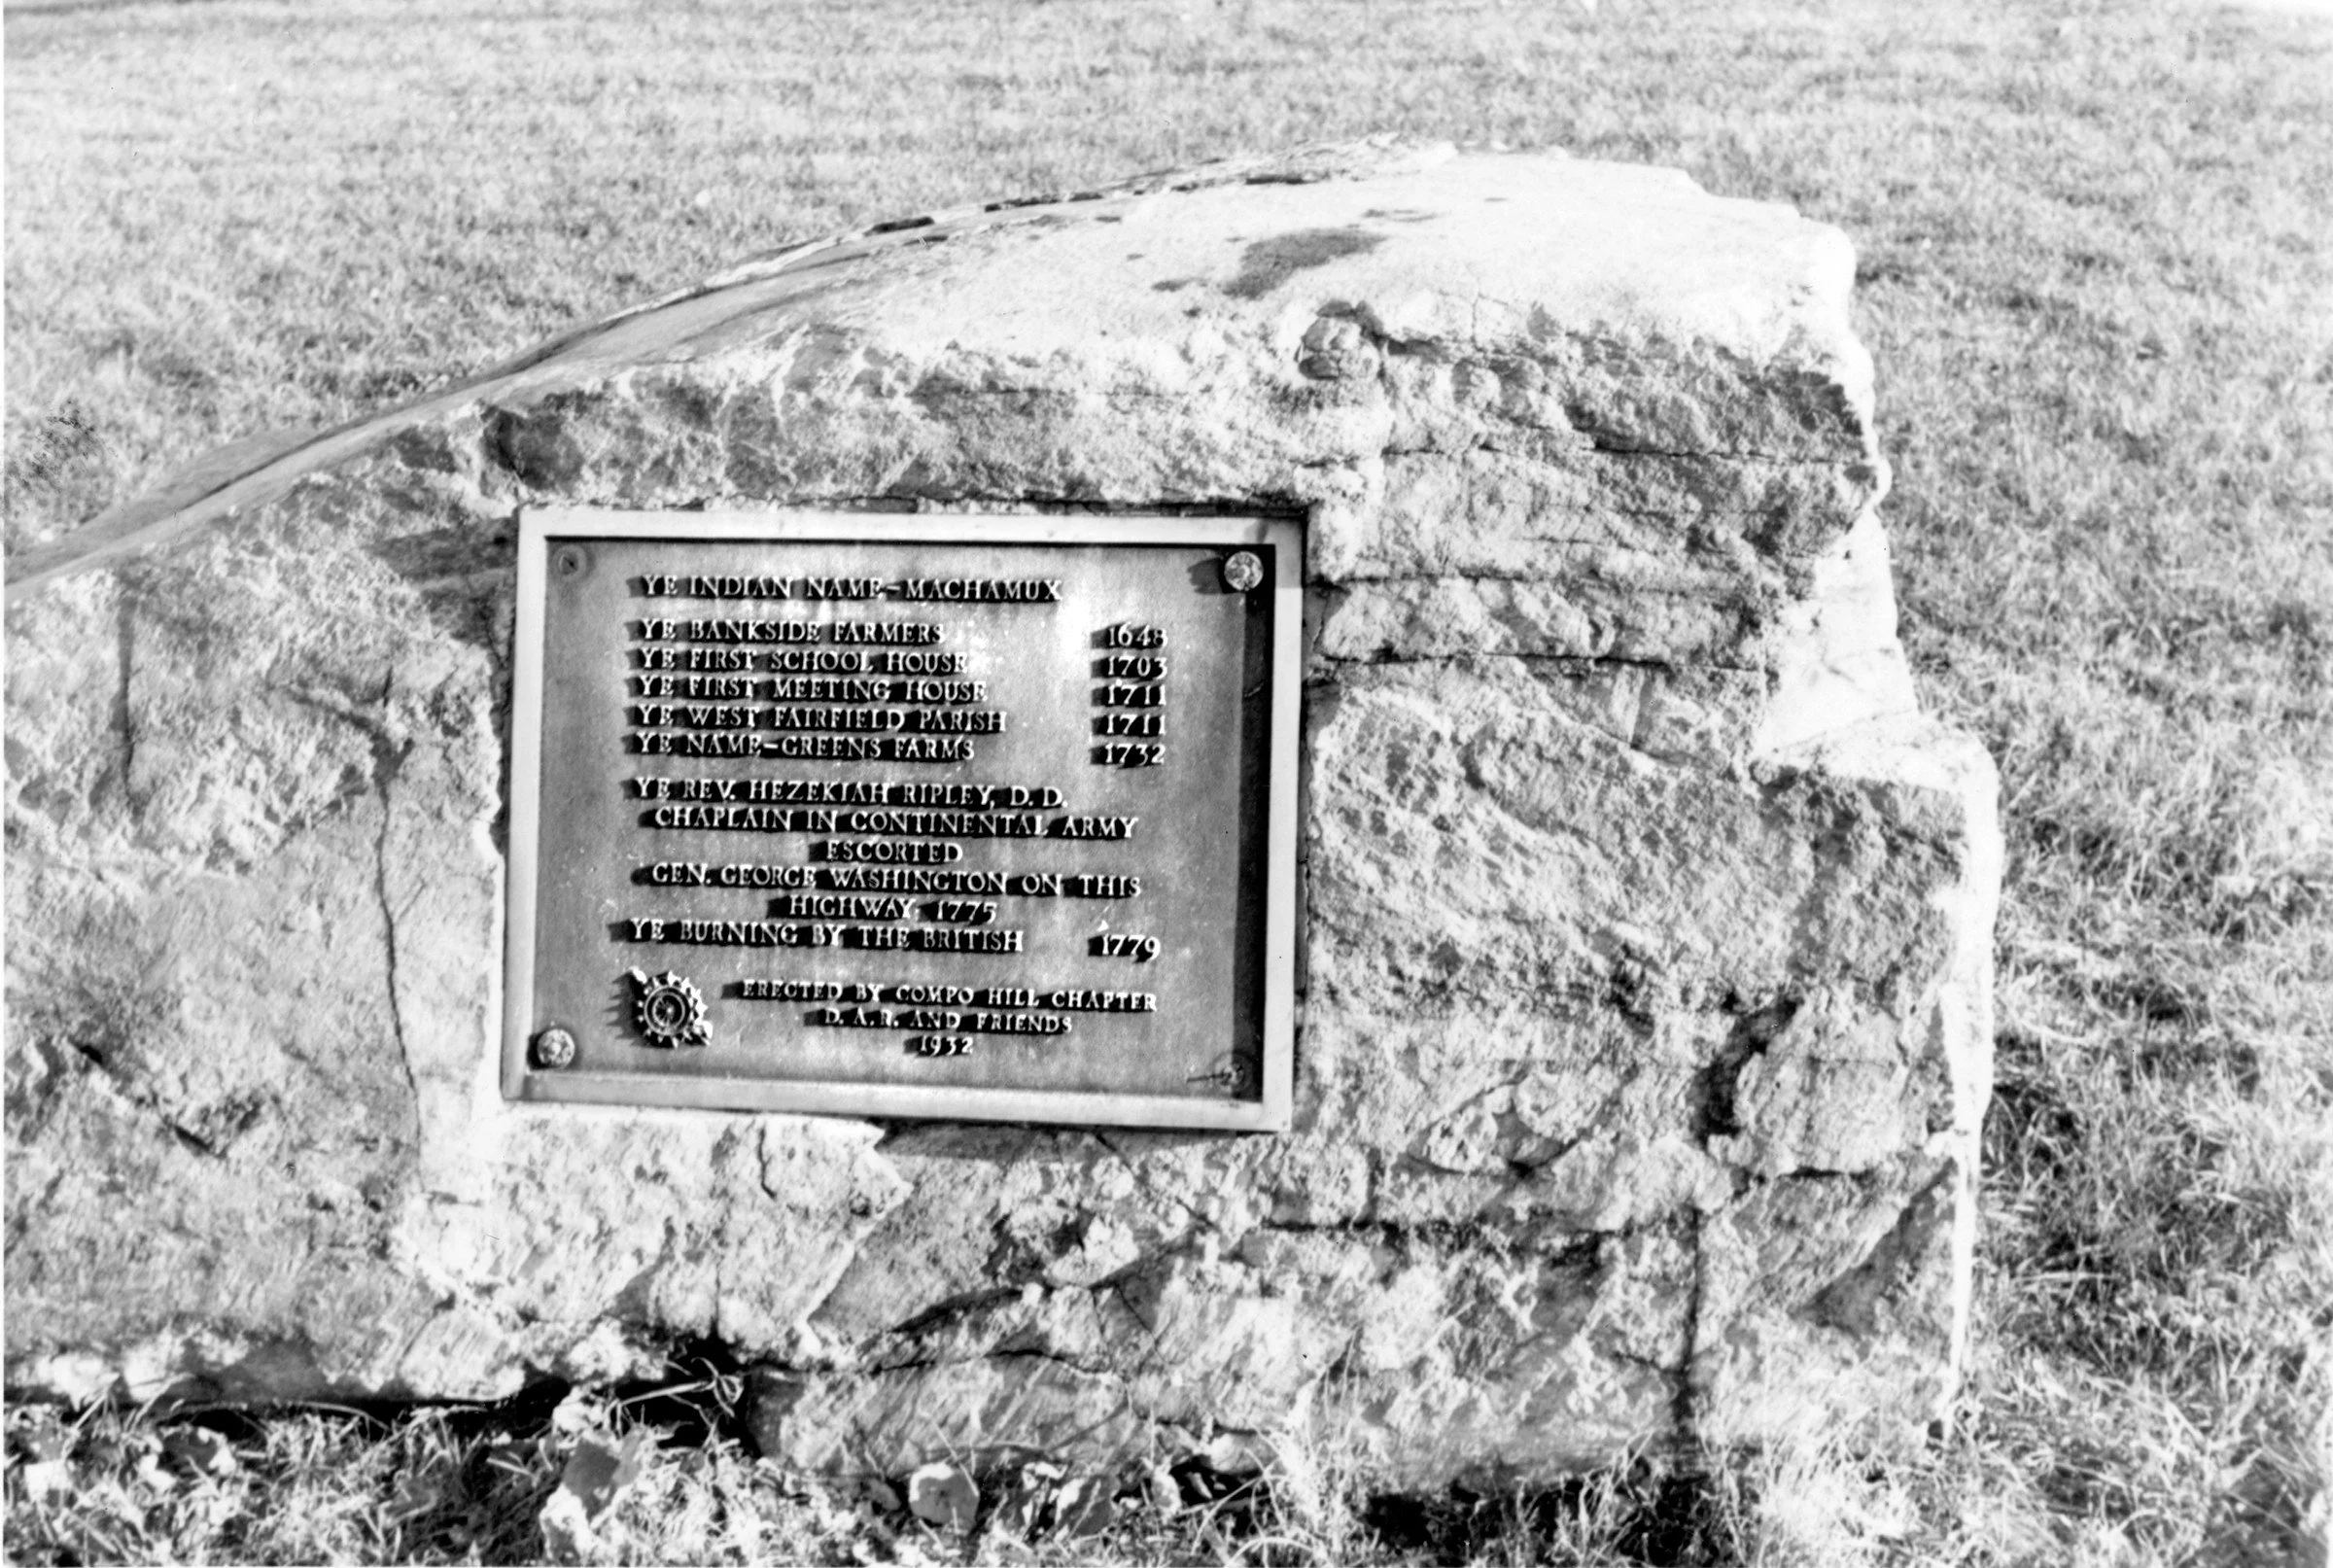 YE INDIAN NAME-MACHAMUX
YE BANKSIDE FARMERS 1648
YE FIRST SCHOOL HOUSE 1703
YE FIRST MEETING HOUSE 1711
YE WEST FAIRFIELD PARISH 1711
YE NAME-GREENS FARMS 1732
YE REV. HEZEKIAH RIPLEY, D. D.
CHAPLAIN IN CONTINENTAL ARMY
ESCORTED
GEN. GEORGE WASHINGTON ON THIS
HIGHWAY, 1775
YE BURNING BY THE BRITISH 1779
ERECTED BY COMPO HILL CHAPTER
D. A. R. AND FRIENDS
1932